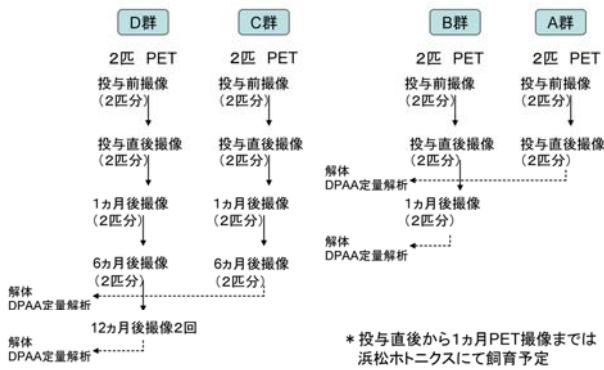 D群
2匹 PET
投与前撮像
(2匹分)
投与直後撮像
(2匹分)
1ヵ月後撮像
(2匹分)
6ヵ月後撮像
(2匹分)
解体
DPAA定量解析
12ヵ月後撮像2回
解体
DPAA定量解析
C群
2匹 PET
投与前撮像
(2匹分)
投与直後撮像
(2匹分)
1ヵ月後撮像
(2匹分)
6ヵ月後撮像
(2匹分)
B群
2匹 PET
投与前撮像
(2匹分)
投与直後撮像
(2匹分)
解体
DPAA定量解析
1ヵ月後撮像
(2匹分)
解体
DPAA定量解析
A群
2匹 PET
投与前撮像
(2匹分)
投与直後撮像
(2匹分)
*投与直後から1ヵ月PET撮像までは
浜松ホトニクスにて飼育予定